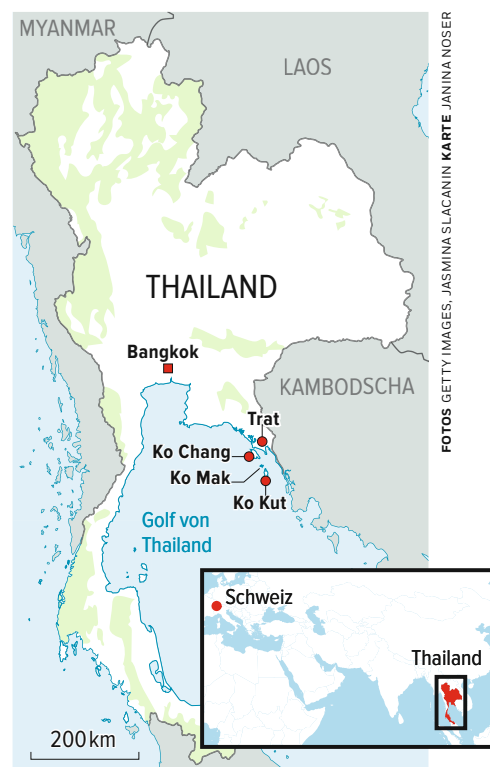 MYANMAR
LAOS
THAILAND
Bangkok
KAMBODSCHA
Trat
Ko Chang
Ko Mak
Ko Kut
Golf von
Thailand
Schweiz
Thailand
200 km
FOTOS GETTY IMAGES, JASMINA SLACANIN KARTE JANINA NOSER